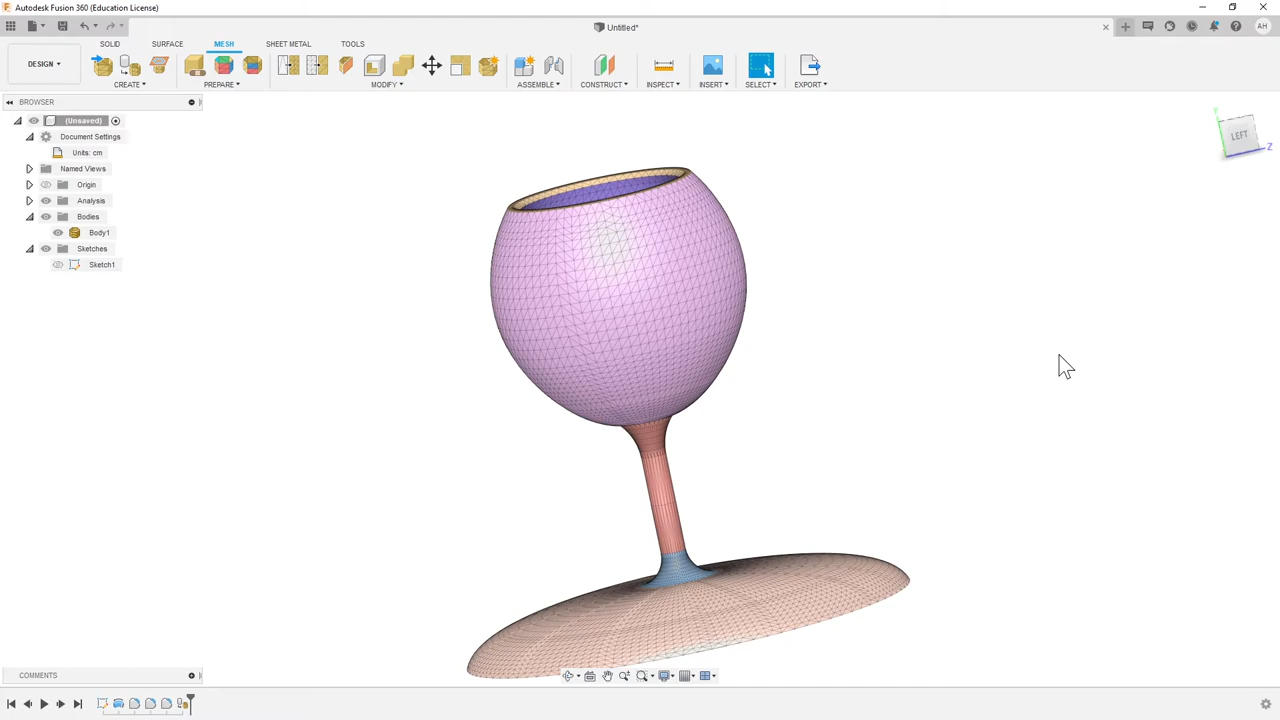 Autodesk Fusion 360 (Education License)
Untitled*
AH
DESIGN
SOLID SURFACE MESH SHEET METAL TOOLS
CREATE PREPARE MODIFY ASSEMBLE CONSTRUCT INSPECT INSERT SELECT EXPORT
BROWSER
(Unsaved)
Document Settings
Units: cm
Named Views
Origin
Analysis
Bodies
Body1
Sketches
Sketch1
Y
LEFT
Z
COMMENTS